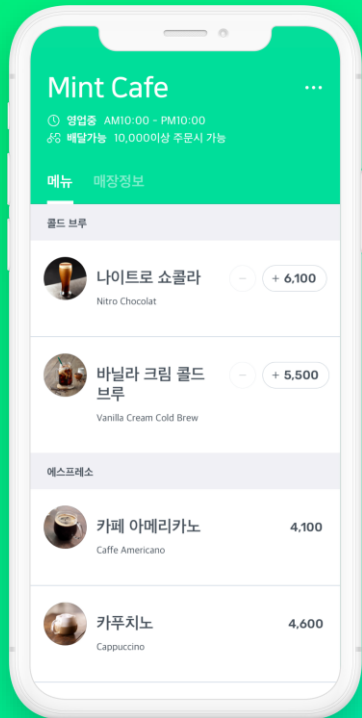 Mint Cafe
영업중 AM10:00 - PM10:00
배달가능 10,000이상 주문시 가능
메뉴 매장정보
콜드 브루
나이트로 쇼콜라 − + 6,100
Nitro Chocolat
바닐라 크림 콜드 − + 5,500
브루
Vanilla Cream Cold Brew
에스프레소
카페 아메리카노 4,100
Caffe Americano
카푸치노 4,600
Cappuccino